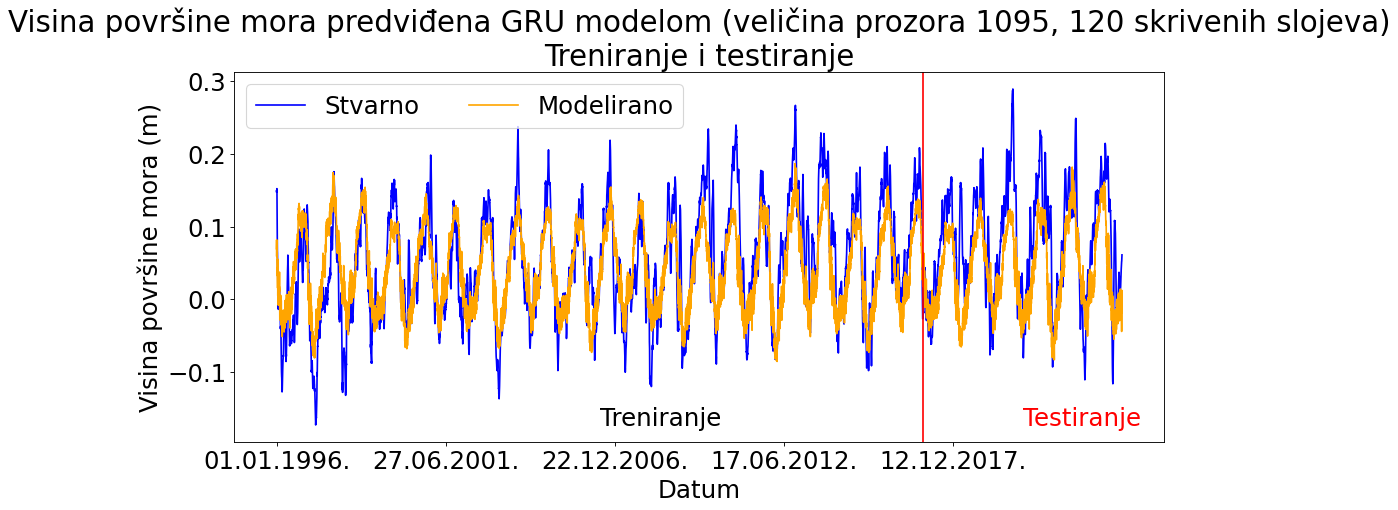 Visina površine mora predviđena GRU modelom (veličina prozora 1095, 120 skrivenih slojeva)
Treniranje i testiranje
Stvarno Modelirano
Visina površine mora (m)
0.3
0.2
0.1
0.0
−0.1
Treniranje
Testiranje
01.01.1996. 27.06.2001. 22.12.2006. 17.06.2012. 12.12.2017.
Datum